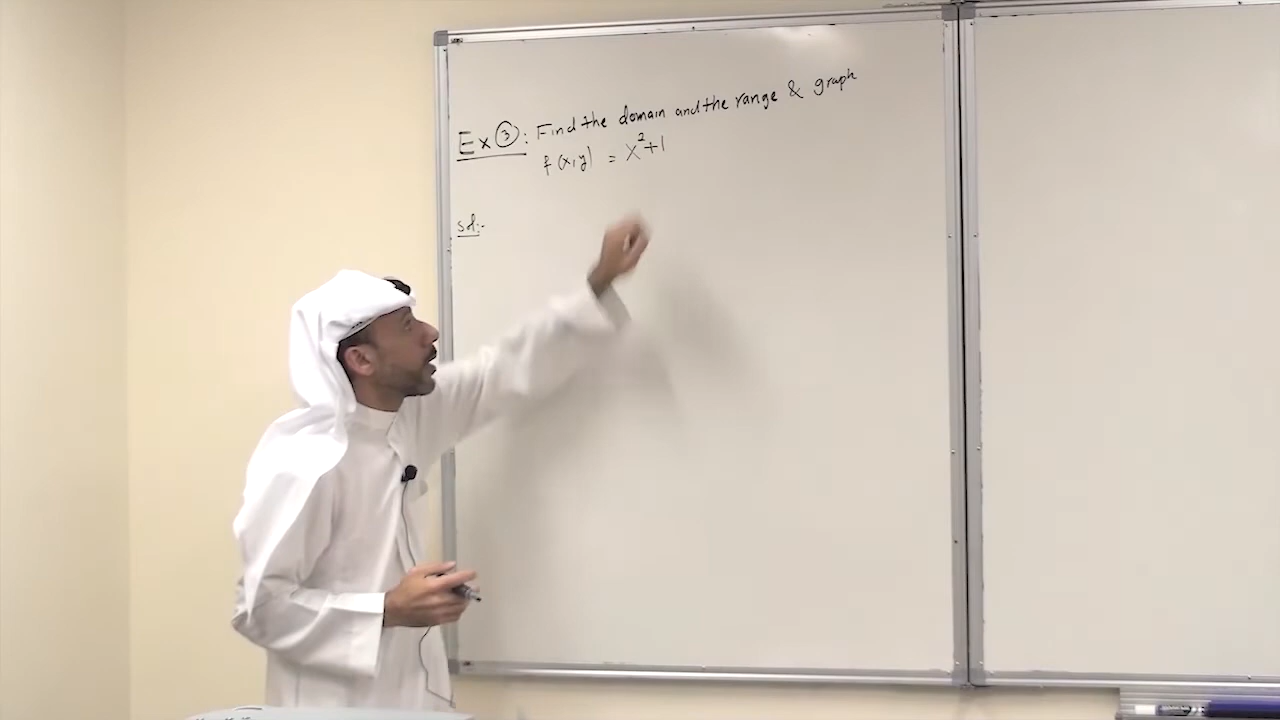 Ex ③: Find the domain and the range & graph
f(x,y) = x²+1
sol:-